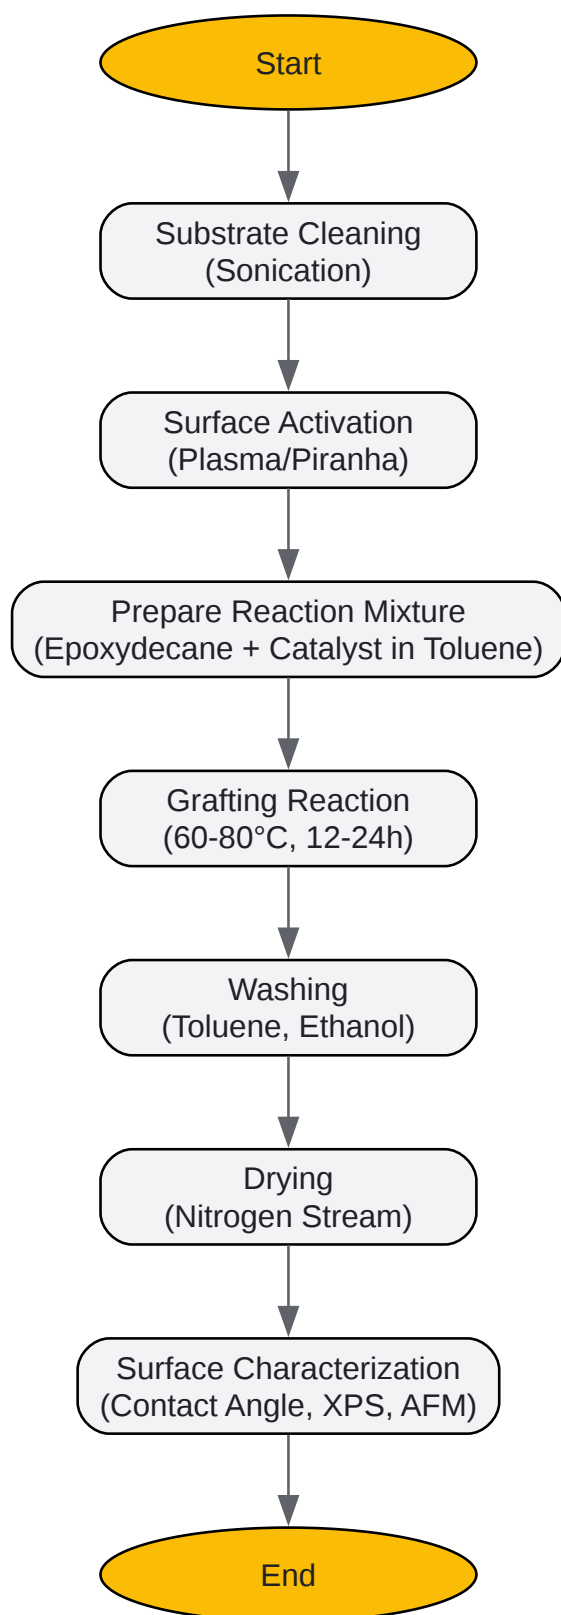 Start
Substrate Cleaning
(Sonication)
Surface Activation
(Plasma/Piranha)
Prepare Reaction Mixture
(Epoxydecane + Catalyst in Toluene)
Grafting Reaction
(60-80°C, 12-24h)
Washing
(Toluene, Ethanol)
Drying
(Nitrogen Stream)
Surface Characterization
(Contact Angle, XPS, AFM)
End